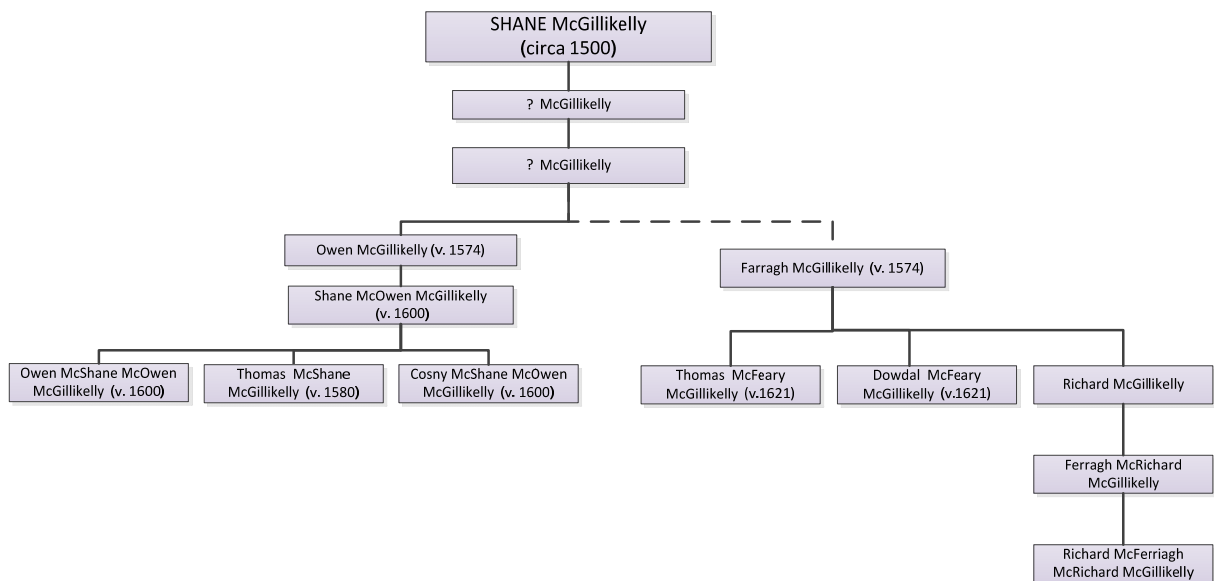 SHANE McGillikelly
(circa 1500)
? McGillikelly
? McGillikelly
Owen McGillikelly (v. 1574)
Farragh McGillikelly (v. 1574)
Shane McOwen McGillikelly
(v. 1600)
Owen McShane McOwen
McGillikelly (v. 1600)
Thomas McShane
McGillikelly (v. 1580)
Cosny McShane McOwen
McGillikelly (v. 1600)
Thomas McFeary
McGillikelly (v.1621)
Dowdal McFeary
McGillikelly (v.1621)
Richard McGillikelly
Ferragh McRichard
McGillikelly
Richard McFerriagh
McRichard McGillikelly